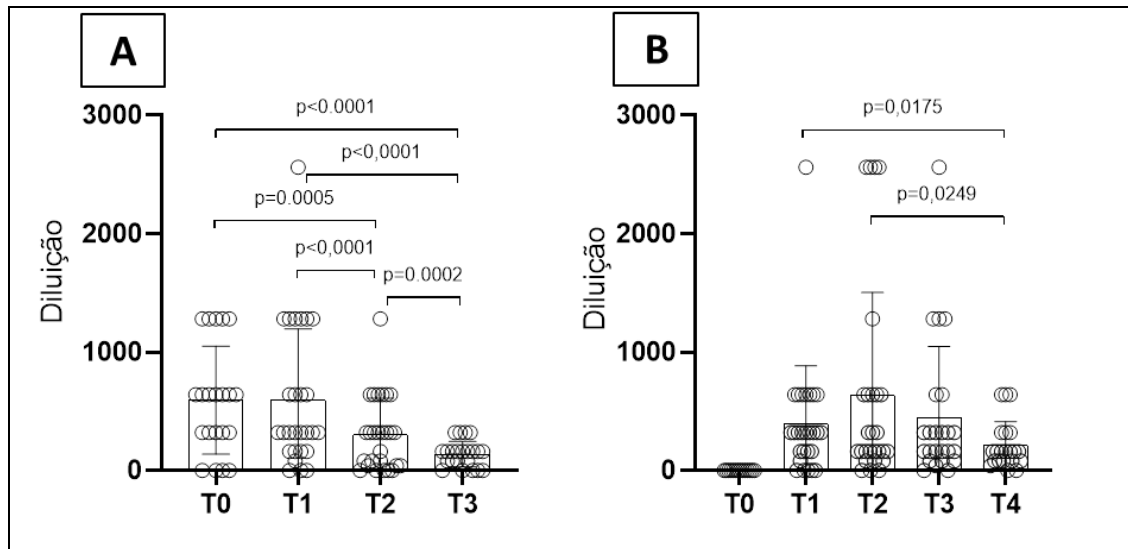 A
Diluição
3000
2000
1000
0
p<0.0001
p<0,0001
p=0.0005
p<0,0001
p=0.0002
T0 T1 T2 T3
B
Diluição
3000
2000
1000
0
p=0,0175
p=0,0249
T0 T1 T2 T3 T4